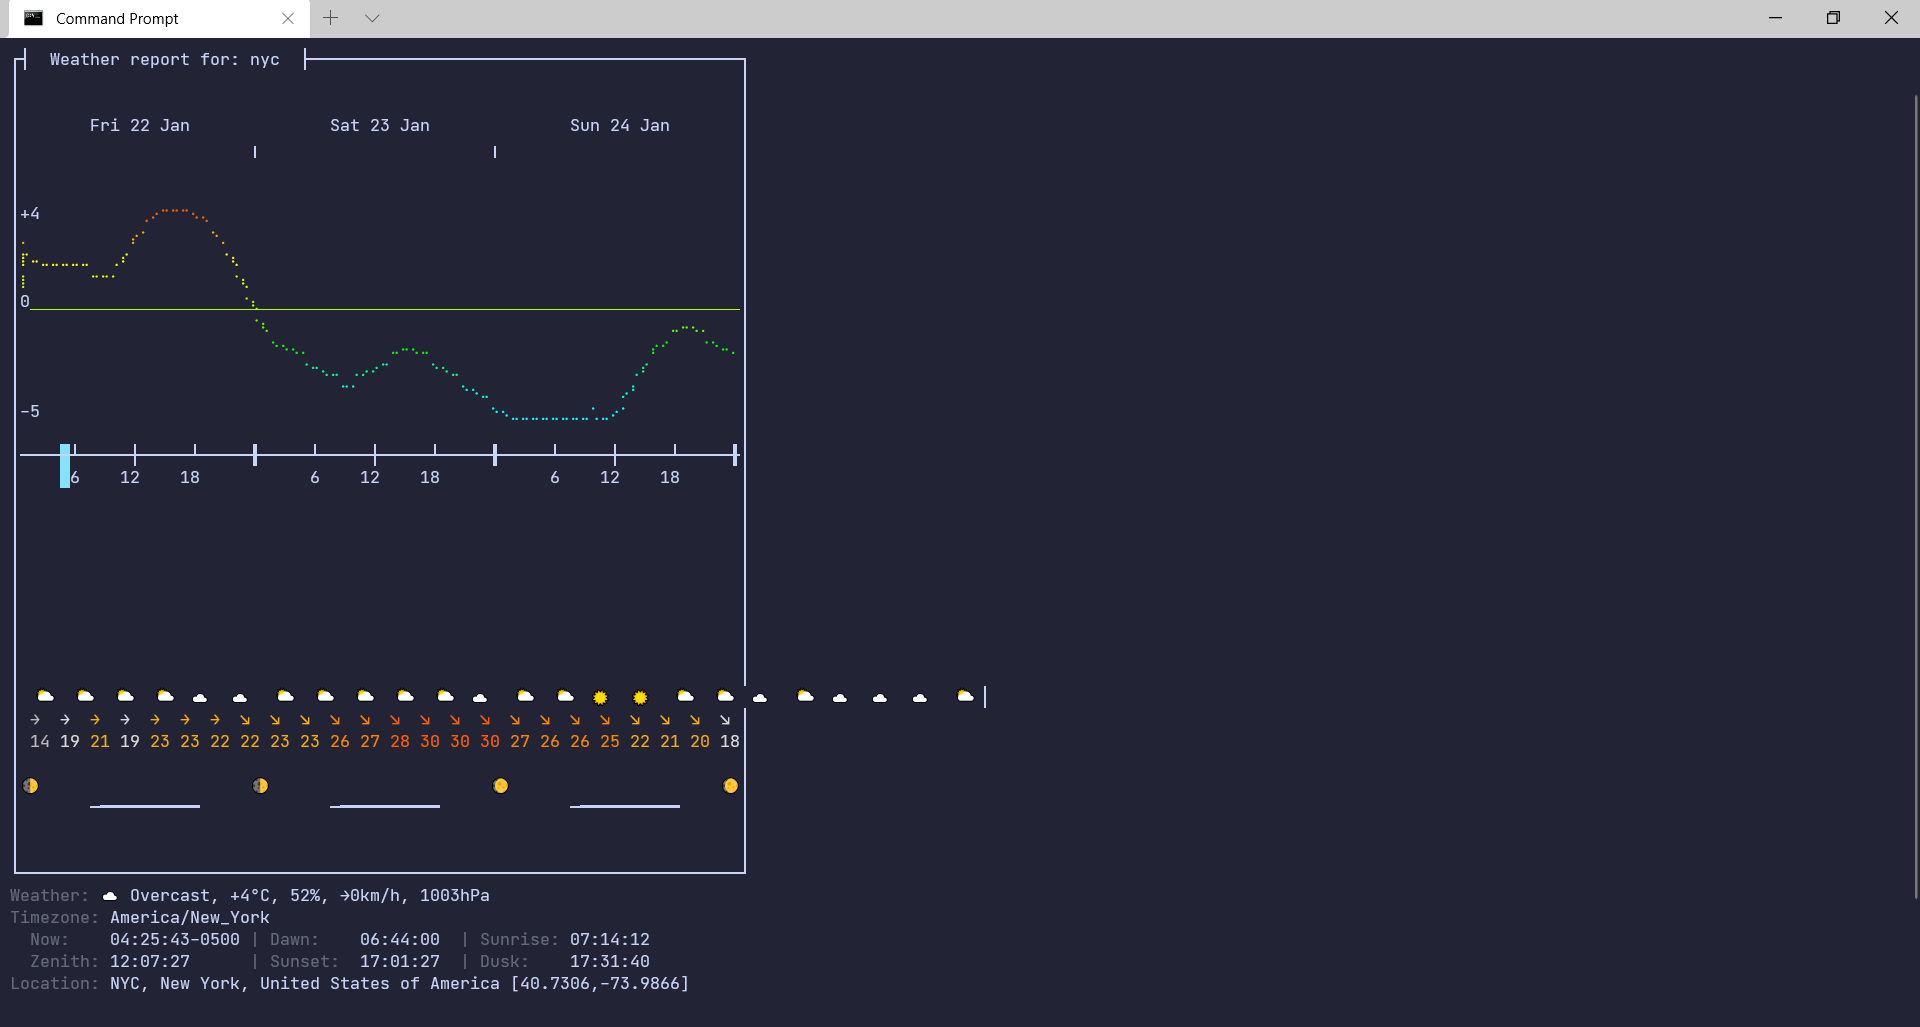 Command Prompt
Weather report for: nyc
Fri 22 Jan Sat 23 Jan Sun 24 Jan
+4
0
-5
6 12 18 6 12 18 6 12 18
→ → → → → → → ↘ ↘ ↘ ↘ ↘ ↘ ↘ ↘ ↘ ↘ ↘ ↘ ↘ ↘ ↘ ↘ ↘
14 19 21 19 23 23 22 22 23 23 26 27 28 30 30 30 27 26 26 25 22 21 20 18
Weather: Overcast, +4°C, 52%, →0km/h, 1003hPa
Timezone: America/New_York
Now: 04:25:43-0500 | Dawn: 06:44:00 | Sunrise: 07:14:12
Zenith: 12:07:27 | Sunset: 17:01:27 | Dusk: 17:31:40
Location: NYC, New York, United States of America [40.7306,-73.9866]